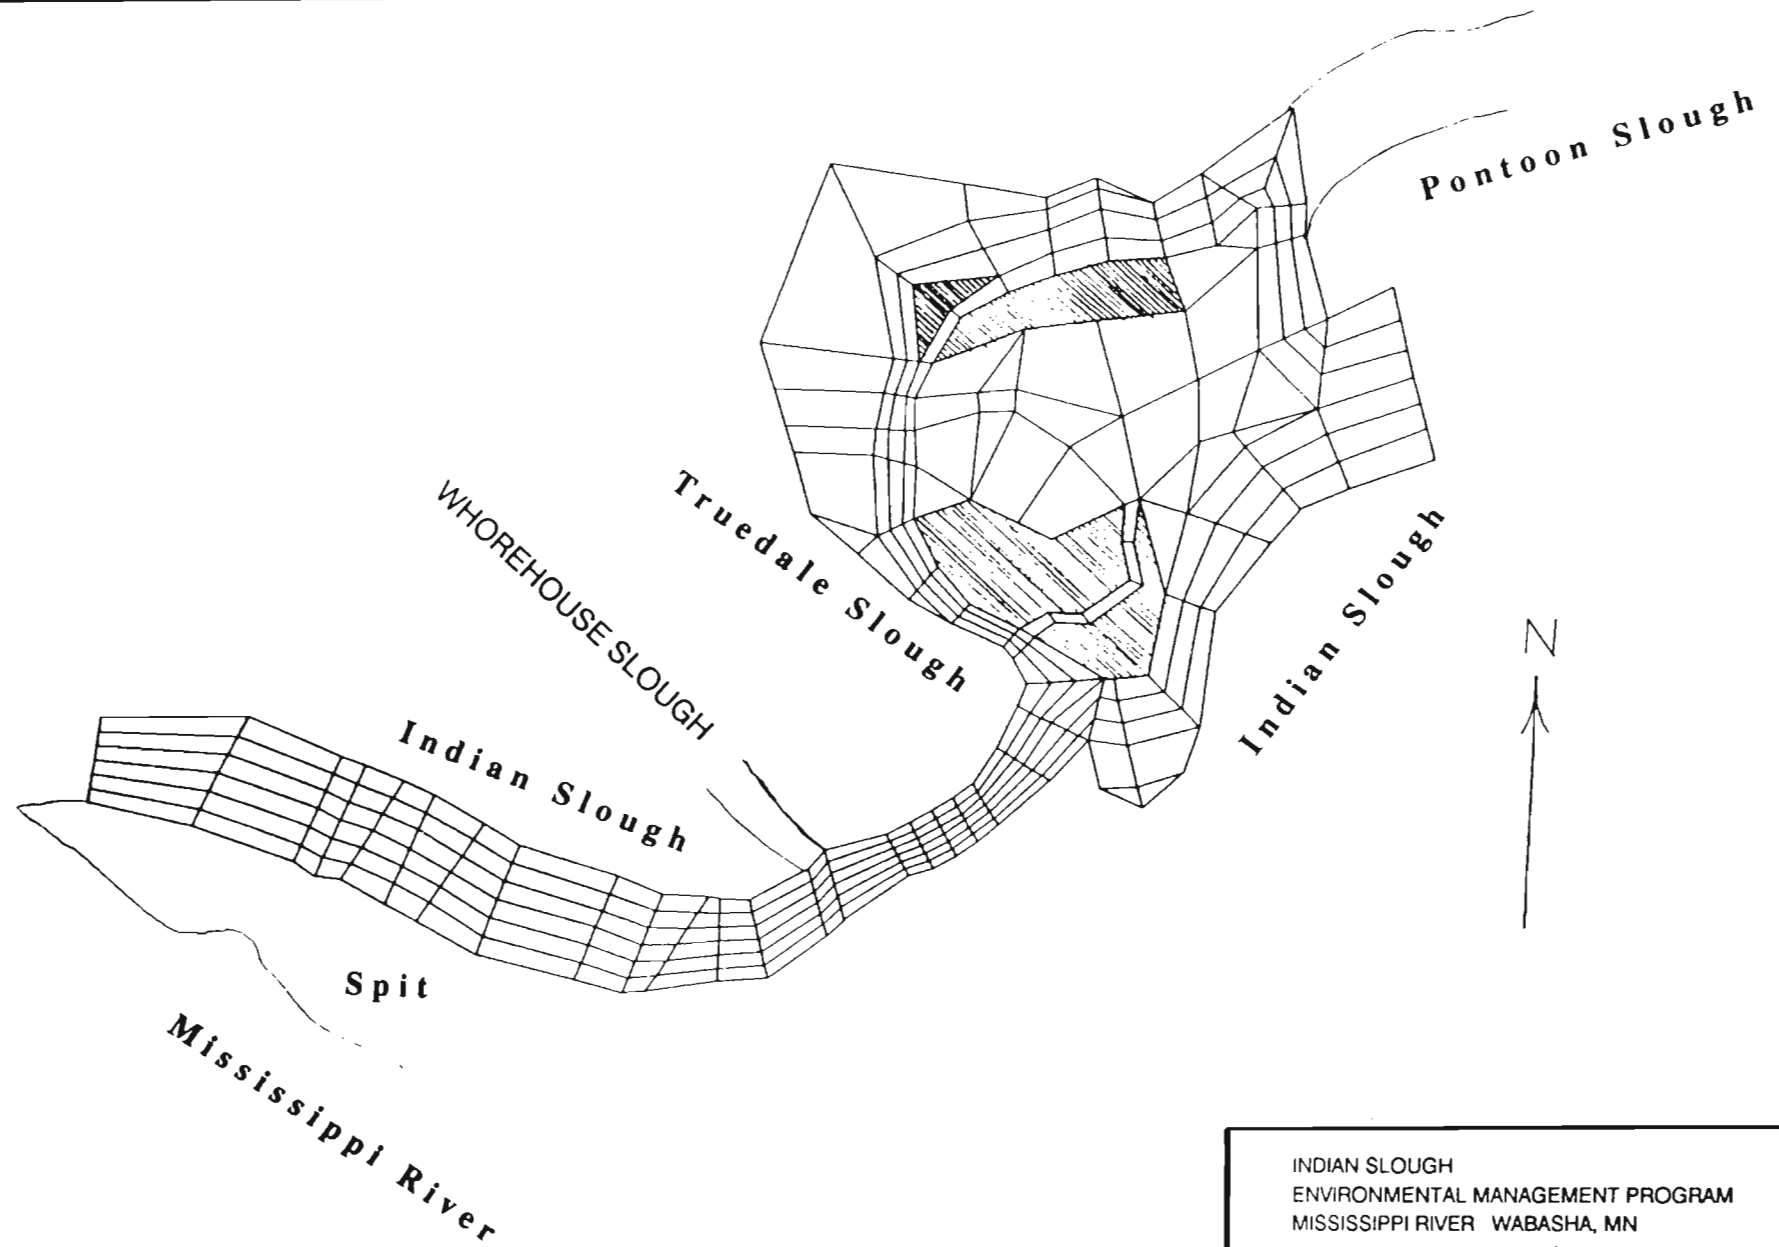 Pontoon Slough
Truedale Slough
WHOREHOUSE SLOUGH
Indian Slough
Indian Slough
N
Spit
Mississippi River
INDIAN SLOUGH
ENVIRONMENTAL MANAGEMENT PROGRAM
MISSISSIPPI RIVER WABASHA, MN